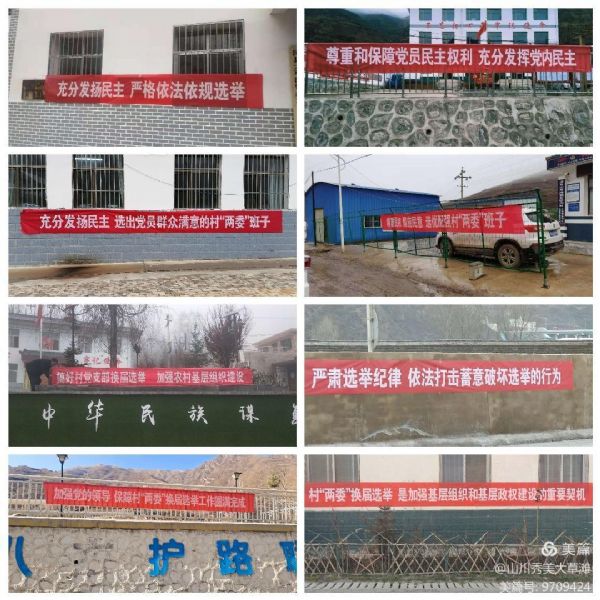 充分发扬民主 严格依法依规选举
尊重和保障党员民主权利 充分发挥党内民主
充分发扬民主 选出党员群众满意的村“两委”班子
选优配强村“两委”班子
搞好村党支部换届选举 加强农村基层组织建设
中华民族谋
严肃选举纪律 依法打击蓄意破坏选举的行为
加强党的领导 保障村“两委”换届选举工作圆满完成
八 护路
村“两委”换届选举 是加强基层组织和基层政权建设的重要契机
美篇
@山川秀美大草滩
美篇号: 9709424